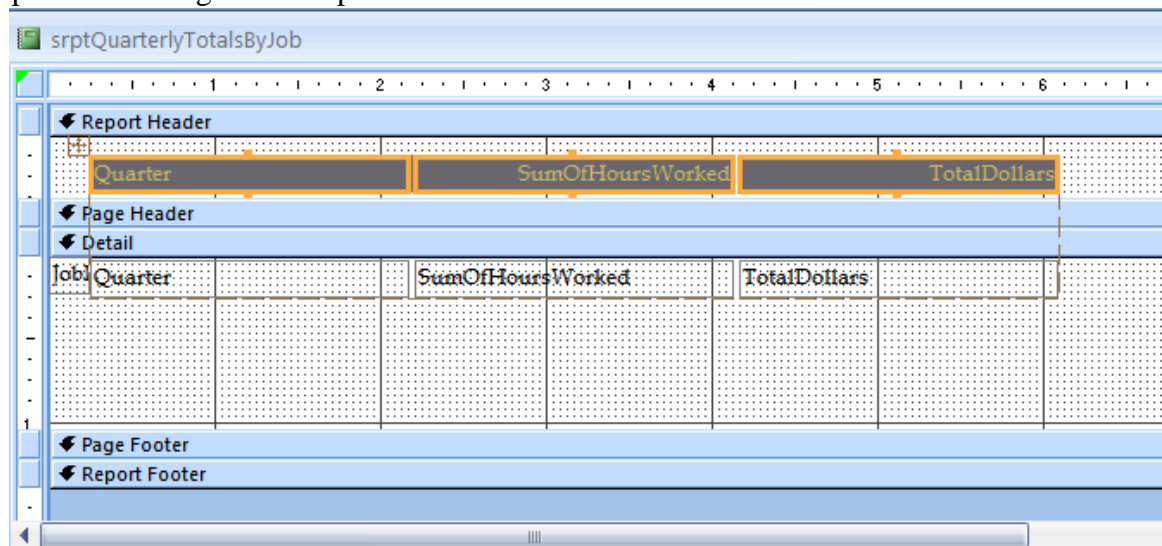 srptQuarterlyTotalsByJob
1 2 3 4 5 6
Report Header
Quarter SumOfHoursWorked TotalDollars
Page Header
Detail
Quarter SumOfHoursWorked TotalDollars
1
Page Footer
Report Footer